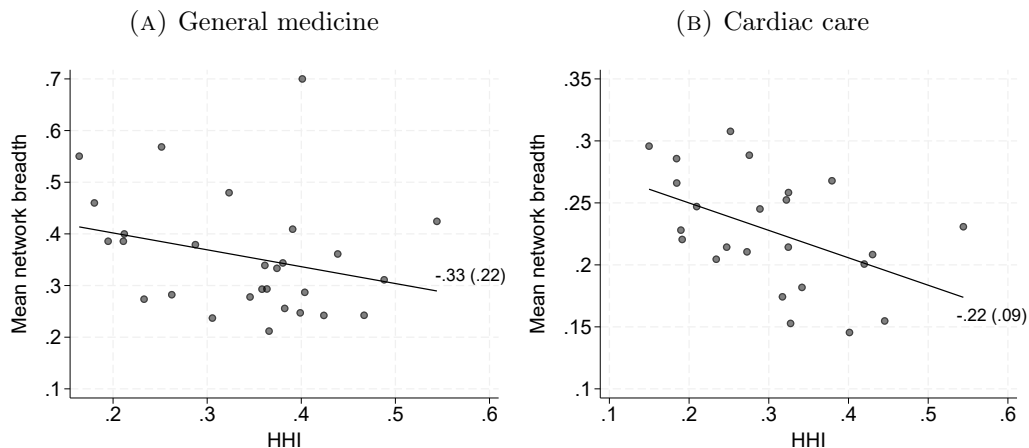 (A) General medicine
Mean network breadth
.7
.6
.5
.4
.3
.2
.1
-.33 (.22)
.2 .3 .4 .5 .6
HHI
(B) Cardiac care
Mean network breadth
.35
.3
.25
.2
.15
.1
-.22 (.09)
.1 .2 .3 .4 .5 .6
HHI